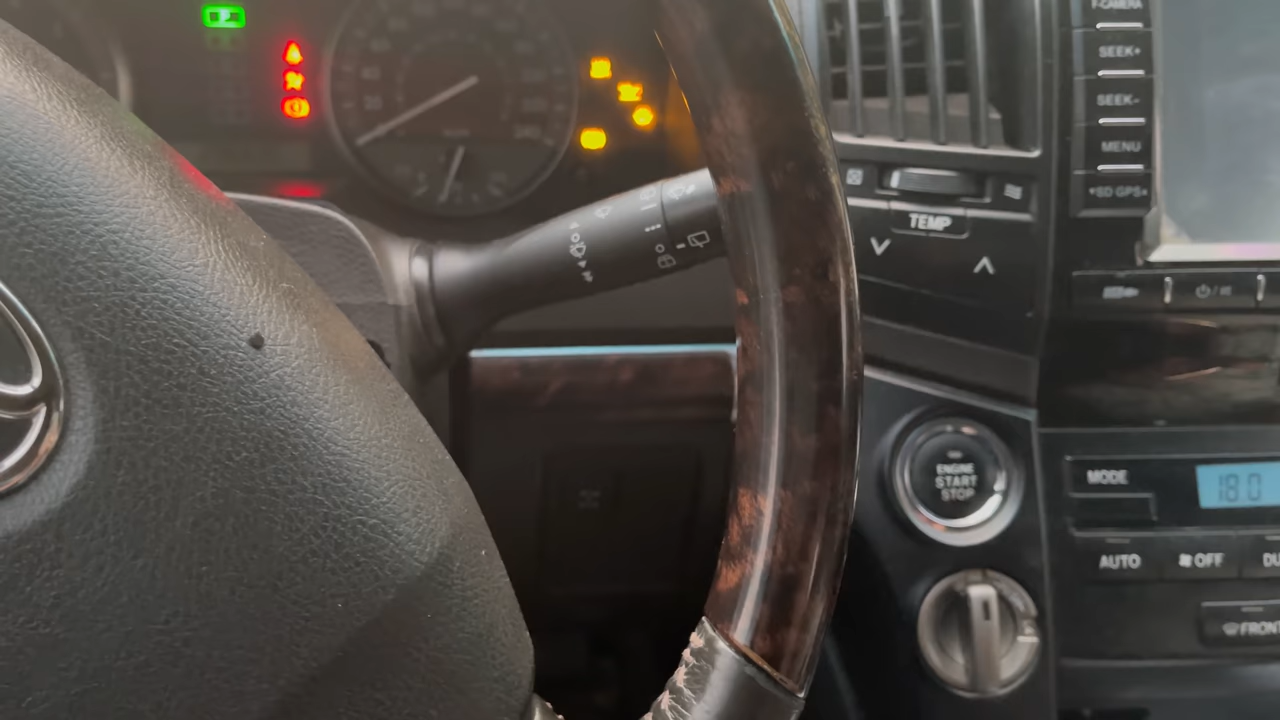 F-CAMERA
SEEK+
SEEK-
MENU
*SD GPS*
TEMP
ENGINE
START
STOP
MODE
18.0
AUTO
OFF
FRONT